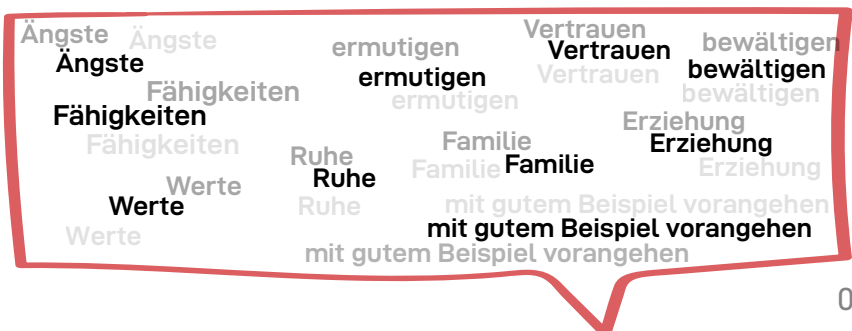 Ängste Ängste ermutigen Vertrauen bewältigen
Ängste ermutigen Vertrauen bewältigen
Fähigkeiten ermutigen Vertrauen bewältigen
Fähigkeiten Familie Erziehung
Fähigkeiten Ruhe Familie Familie Erziehung Erziehung
Werte Ruhe
Werte Ruhe mit gutem Beispiel vorangehen
Werte mit gutem Beispiel vorangehen
mit gutem Beispiel vorangehen
0